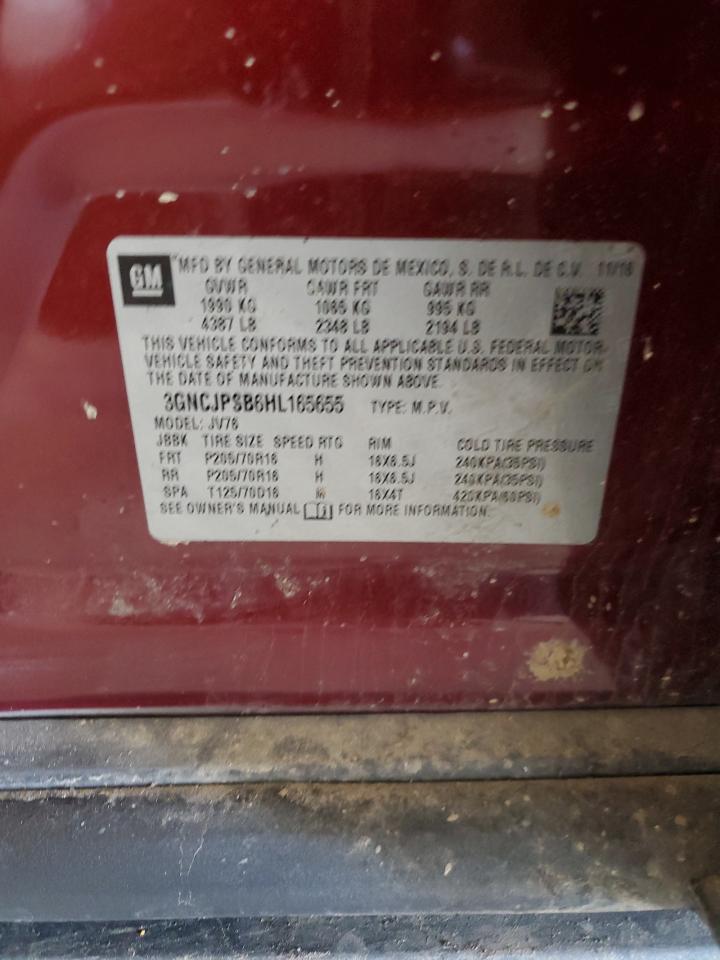 GM
MFD BY GENERAL MOTORS DE MEXICO, S. DE R.L. DE C.V. 11/16
GVWR GAWR FRT GAWR RR
1990 KG 1065 KG 995 KG
4387 LB 2348 LB 2194 LB
THIS VEHICLE CONFORMS TO ALL APPLICABLE U.S. FEDERAL MOTOR
VEHICLE SAFETY AND THEFT PREVENTION STANDARDS IN EFFECT ON
THE DATE OF MANUFACTURE SHOWN ABOVE.
3GNCJPSB6HL165655 TYPE: M.P.V.
MODEL: JV76
JBBK TIRE SIZE SPEED RTG RIM COLD TIRE PRESSURE
FRT P205/70R16 H 16X6.5J 240KPA(35PSI)
RR P205/70R16 H 16X6.5J 240KPA(35PSI)
SPA T125/70D16 M 16X4T 420KPA(60PSI)
SEE OWNER'S MANUAL FOR MORE INFORMATION.